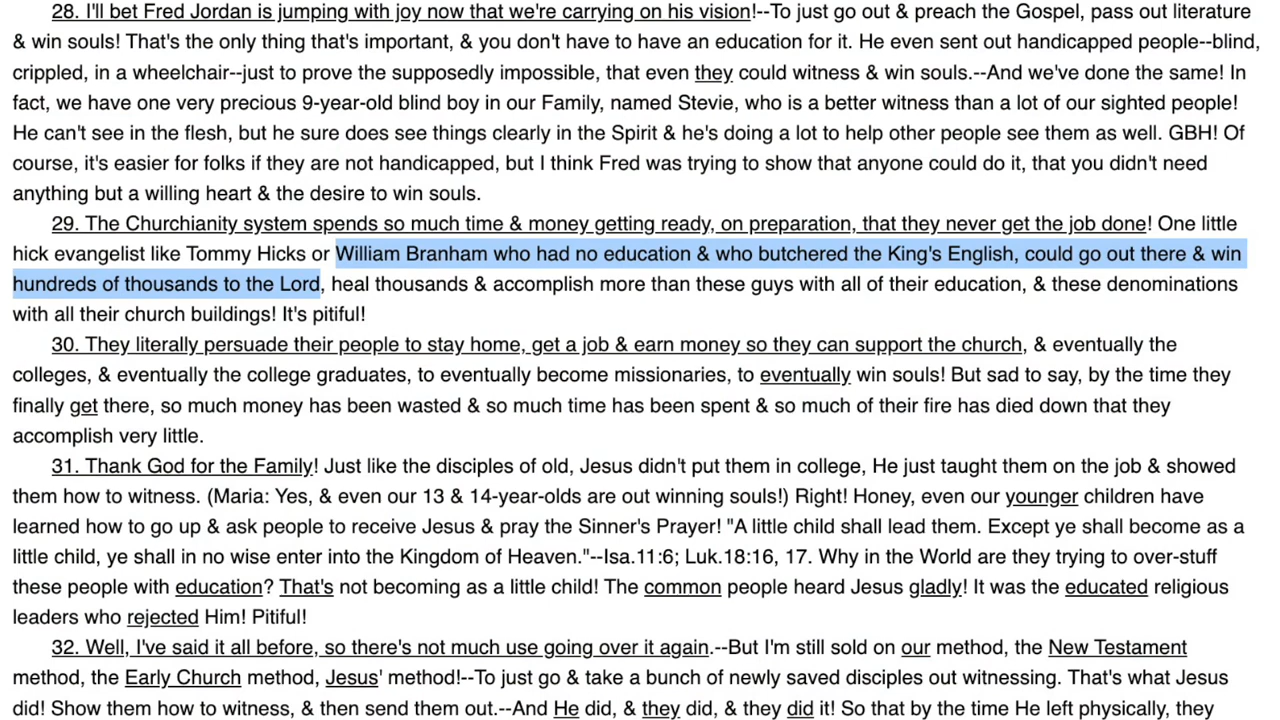 28. I'll bet Fred Jordan is jumping with joy now that we're carrying on his vision!--To just go out & preach the Gospel, pass out literature
& win souls! That's the only thing that's important, & you don't have to have an education for it. He even sent out handicapped people--blind,
crippled, in a wheelchair--just to prove the supposedly impossible, that even they could witness & win souls.--And we've done the same! In
fact, we have one very precious 9-year-old blind boy in our Family, named Stevie, who is a better witness than a lot of our sighted people!
He can't see in the flesh, but he sure does see things clearly in the Spirit & he's doing a lot to help other people see them as well. GBH! Of
course, it's easier for folks if they are not handicapped, but I think Fred was trying to show that anyone could do it, that you didn't need
anything but a willing heart & the desire to win souls.
29. The Churchianity system spends so much time & money getting ready, on preparation, that they never get the job done! One little
hick evangelist like Tommy Hicks or William Branham who had no education & who butchered the King's English, could go out there & win
hundreds of thousands to the Lord, heal thousands & accomplish more than these guys with all of their education, & these denominations
with all their church buildings! It's pitiful!
30. They literally persuade their people to stay home, get a job & earn money so they can support the church, & eventually the
colleges, & eventually the college graduates, to eventually become missionaries, to eventually win souls! But sad to say, by the time they
finally get there, so much money has been wasted & so much time has been spent & so much of their fire has died down that they
accomplish very little.
31. Thank God for the Family! Just like the disciples of old, Jesus didn't put them in college, He just taught them on the job & showed
them how to witness. (Maria: Yes, & even our 13 & 14-year-olds are out winning souls!) Right! Honey, even our younger children have
learned how to go up & ask people to receive Jesus & pray the Sinner's Prayer! "A little child shall lead them. Except ye shall become as a
little child, ye shall in no wise enter into the Kingdom of Heaven."--Isa.11:6; Luk.18:16, 17. Why in the World are they trying to over-stuff
these people with education? That's not becoming as a little child! The common people heard Jesus gladly! It was the educated religious
leaders who rejected Him! Pitiful!
32. Well, I've said it all before, so there's not much use going over it again.--But I'm still sold on our method, the New Testament
method, the Early Church method, Jesus' method!--To just go & take a bunch of newly saved disciples out witnessing. That's what Jesus
did! Show them how to witness, & then send them out.--And He did, & they did, & they did it! So that by the time He left physically, they